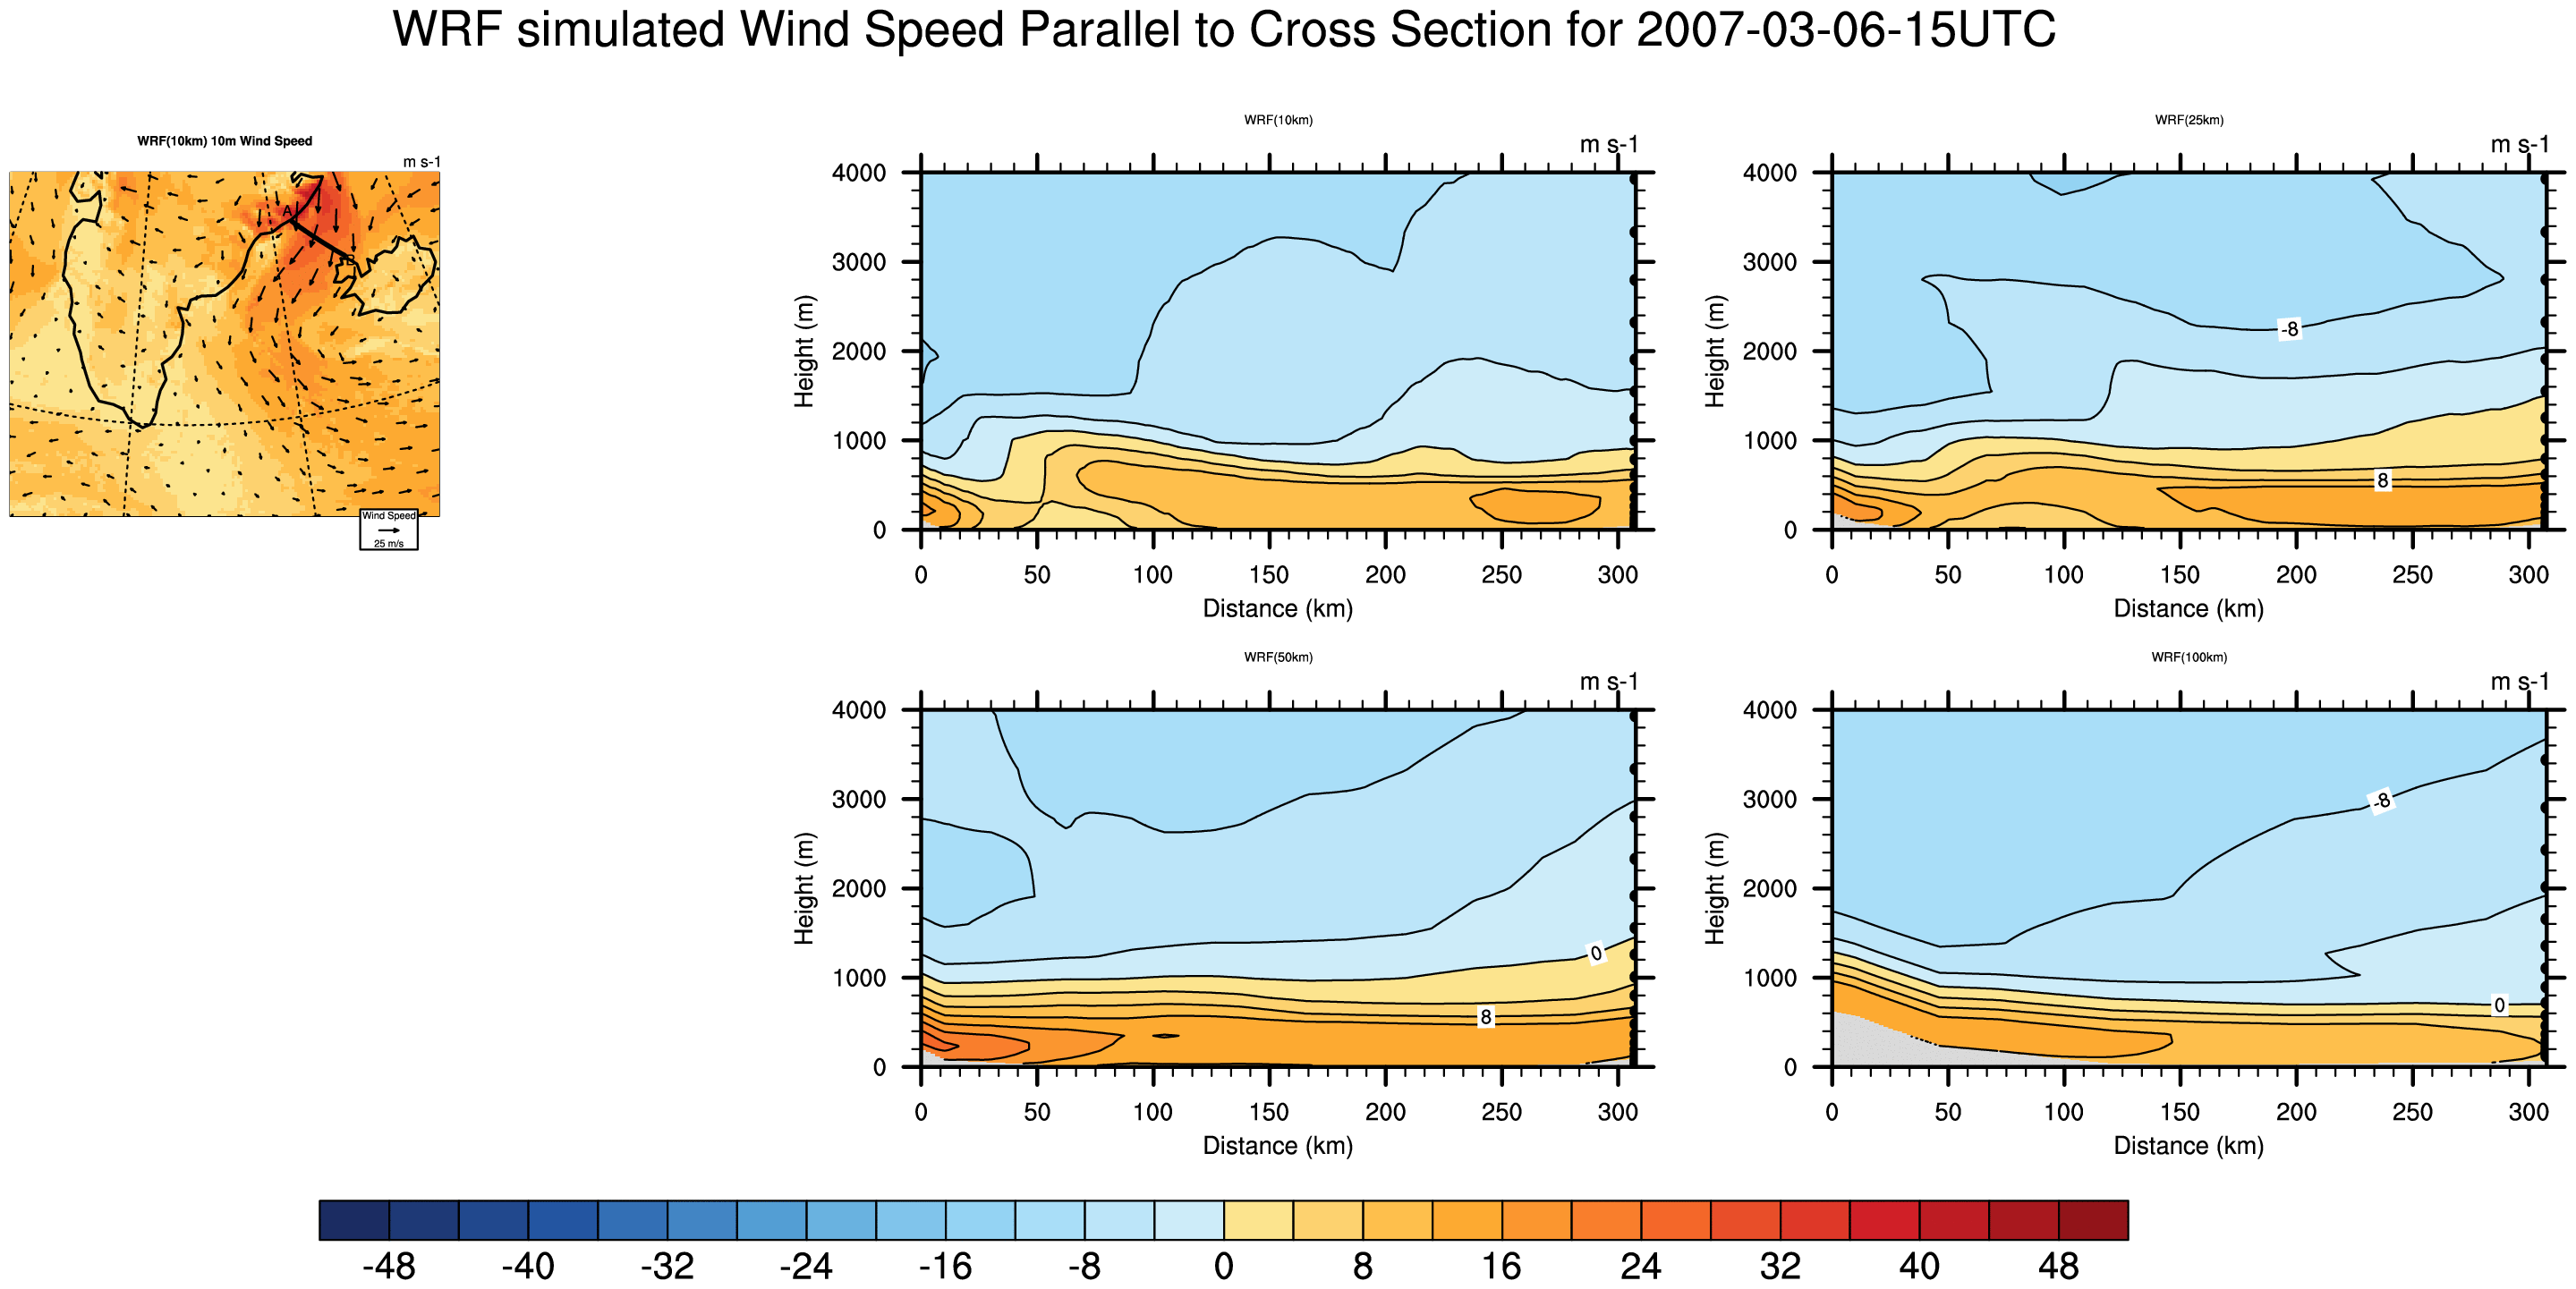 WRF simulated Wind Speed Parallel to Cross Section for 2007-03-06-15UTC
WRF(10km) 10m Wind Speed
m s-1
A
B
Wind Speed
25 m/s
WRF(10km)
m s-1
4000
3000
2000
1000
0
Height (m)
0 50 100 150 200 250 300
Distance (km)
WRF(25km)
m s-1
4000
3000
2000
1000
0
Height (m)
-8
8
0 50 100 150 200 250 300
Distance (km)
WRF(50km)
m s-1
4000
3000
2000
1000
0
Height (m)
0
8
0 50 100 150 200 250 300
Distance (km)
WRF(100km)
m s-1
4000
3000
2000
1000
0
Height (m)
-8
0
0 50 100 150 200 250 300
Distance (km)
-48 -40 -32 -24 -16 -8 0 8 16 24 32 40 48